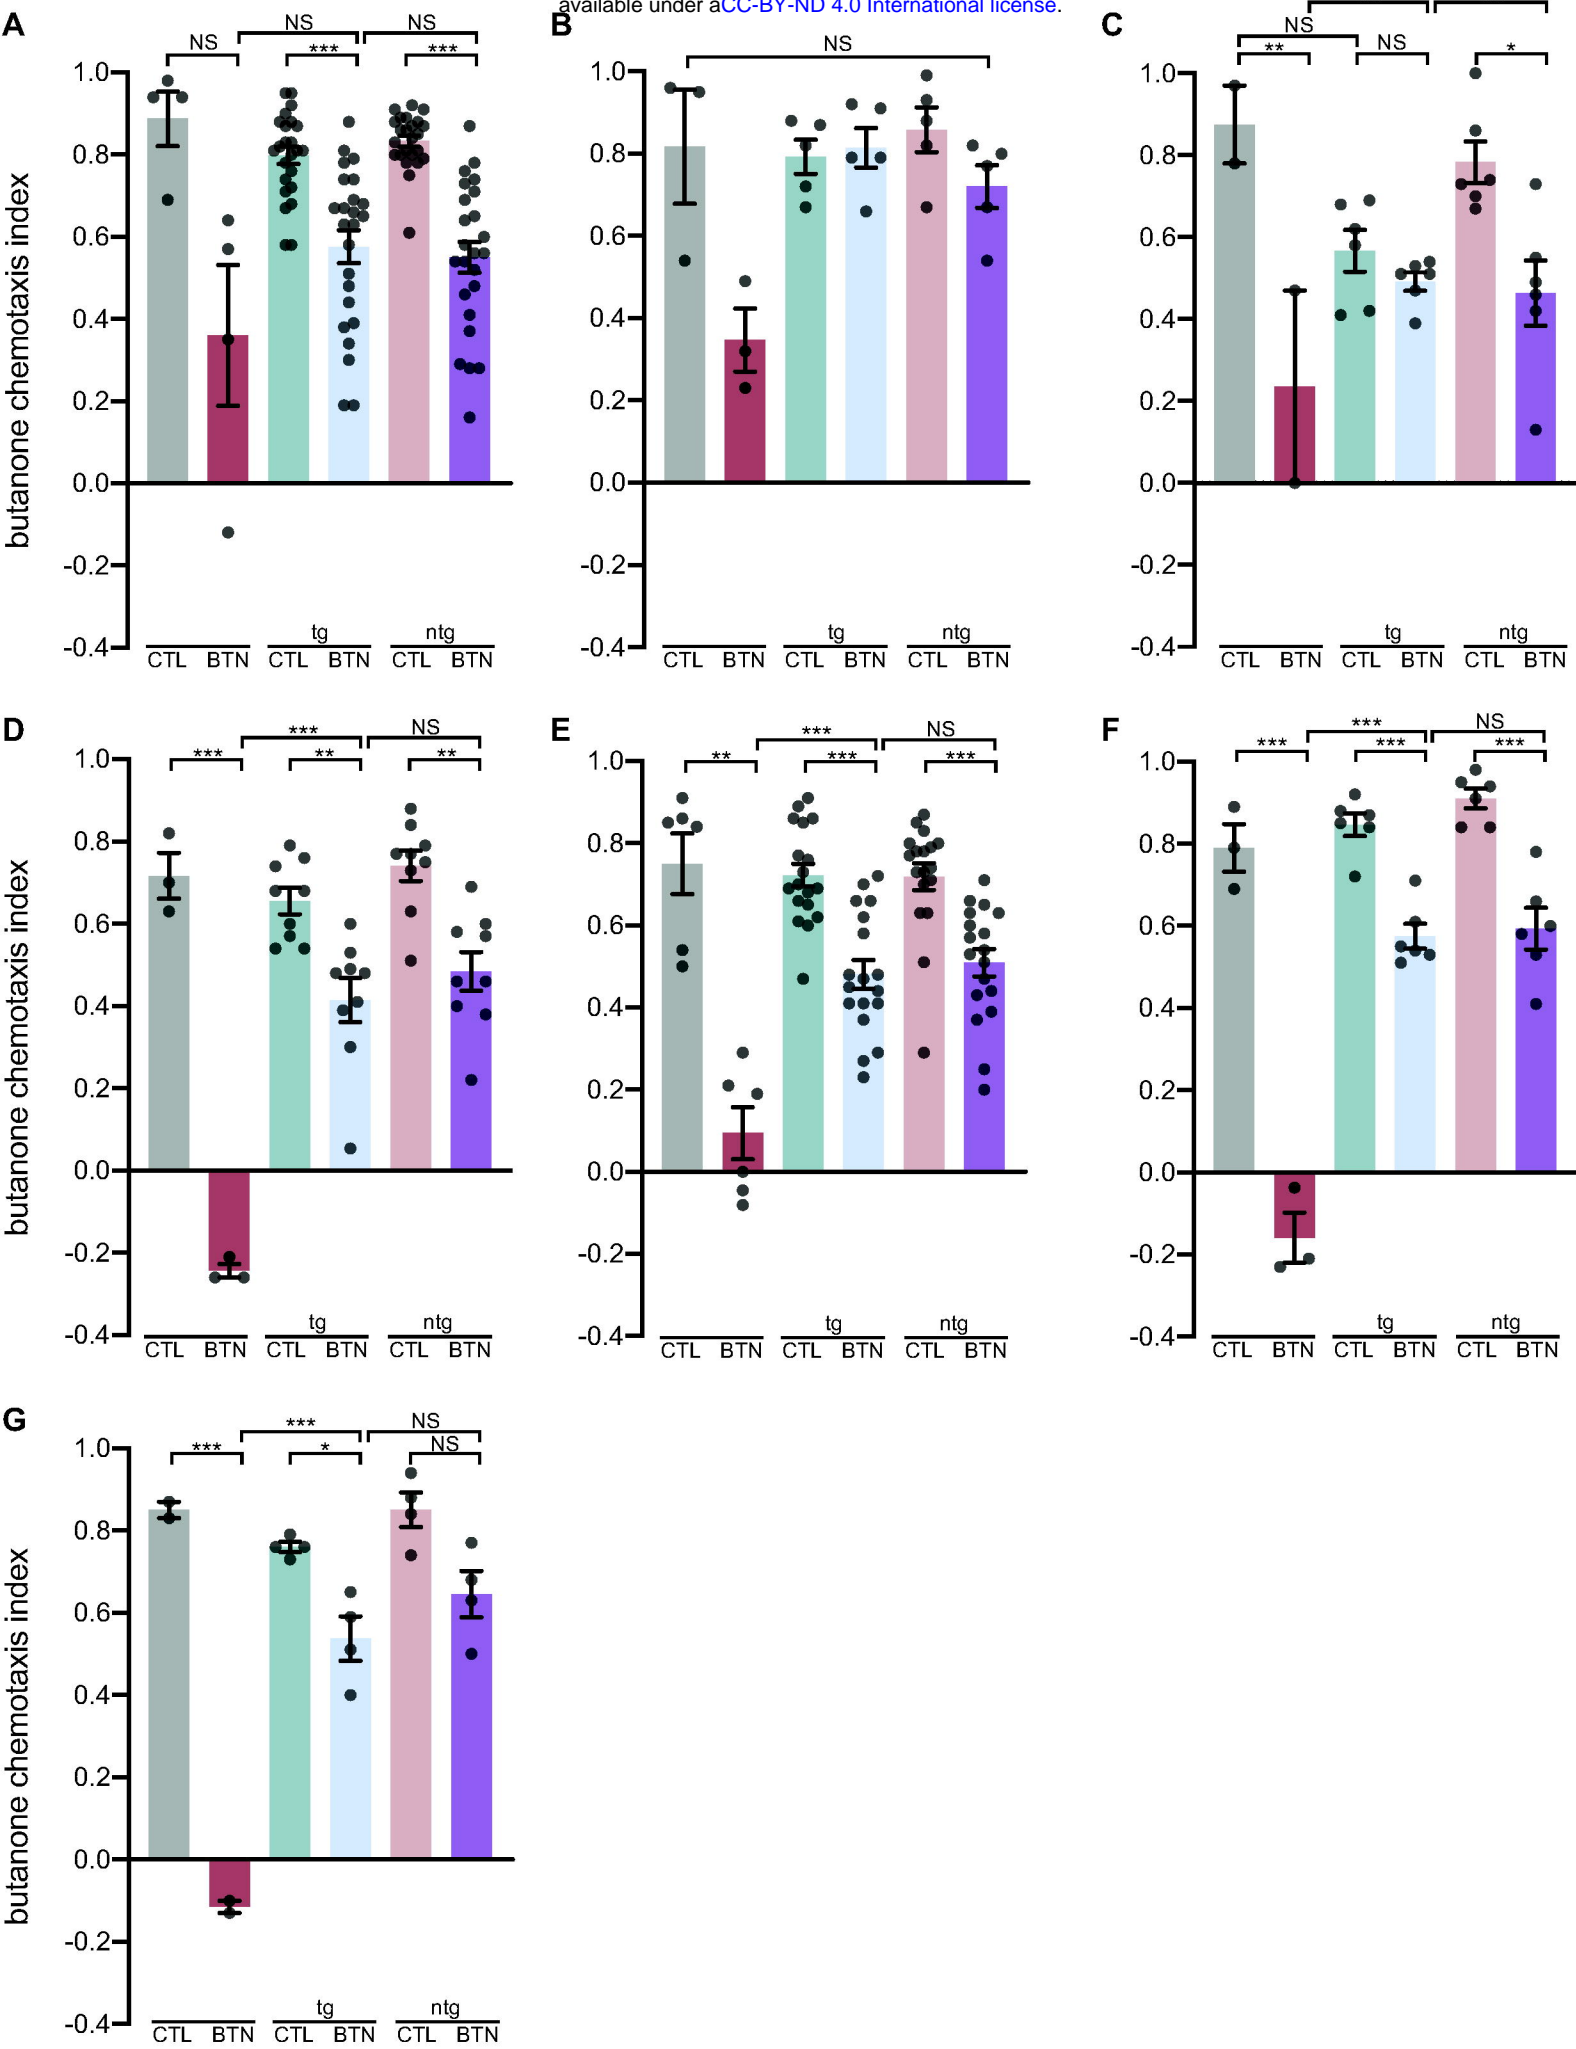 available under aCC-BY-ND 4.0 International license.
A
NS
NS
NS
***
***
butanone chemotaxis index
1.0
0.8
0.6
0.4
0.2
0.0
-0.2
-0.4
tg
ntg
CTL BTN CTL BTN CTL BTN
B
NS
1.0
0.8
0.6
0.4
0.2
0.0
-0.2
-0.4
tg
ntg
CTL BTN CTL BTN CTL BTN
C
NS
**
NS
*
1.0
0.8
0.6
0.4
0.2
0.0
-0.2
-0.4
tg
ntg
CTL BTN CTL BTN CTL BTN
D
***
NS
***
**
**
butanone chemotaxis index
1.0
0.8
0.6
0.4
0.2
0.0
-0.2
-0.4
tg
ntg
CTL BTN CTL BTN CTL BTN
E
***
NS
**
***
***
1.0
0.8
0.6
0.4
0.2
0.0
-0.2
-0.4
tg
ntg
CTL BTN CTL BTN CTL BTN
F
***
NS
***
***
***
1.0
0.8
0.6
0.4
0.2
0.0
-0.2
-0.4
tg
ntg
CTL BTN CTL BTN CTL BTN
G
***
NS
***
*
NS
butanone chemotaxis index
1.0
0.8
0.6
0.4
0.2
0.0
-0.2
-0.4
tg
ntg
CTL BTN CTL BTN CTL BTN